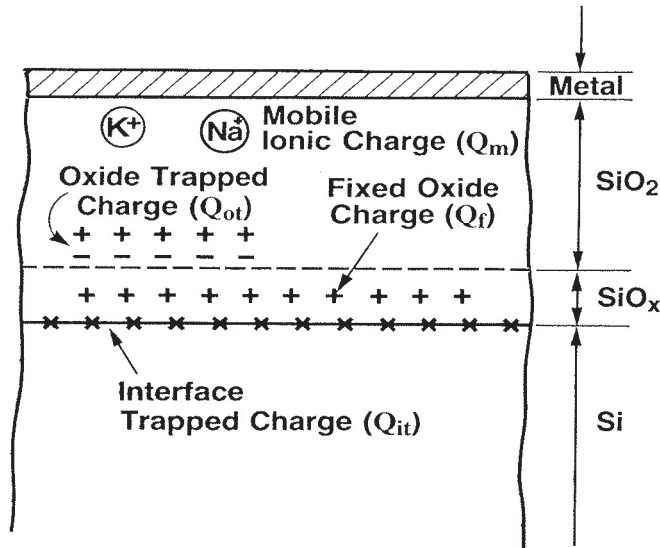 Metal
K+ Na+ Mobile
Ionic Charge (Qm)
Oxide Trapped
Charge (Qot)
Fixed Oxide
Charge (Qf)
SiO2
+ + + + +
– – – – –
SiOx
+ + + + + + + + + +
× × × × × × × × × × × ×
Interface
Trapped Charge (Qit)
Si